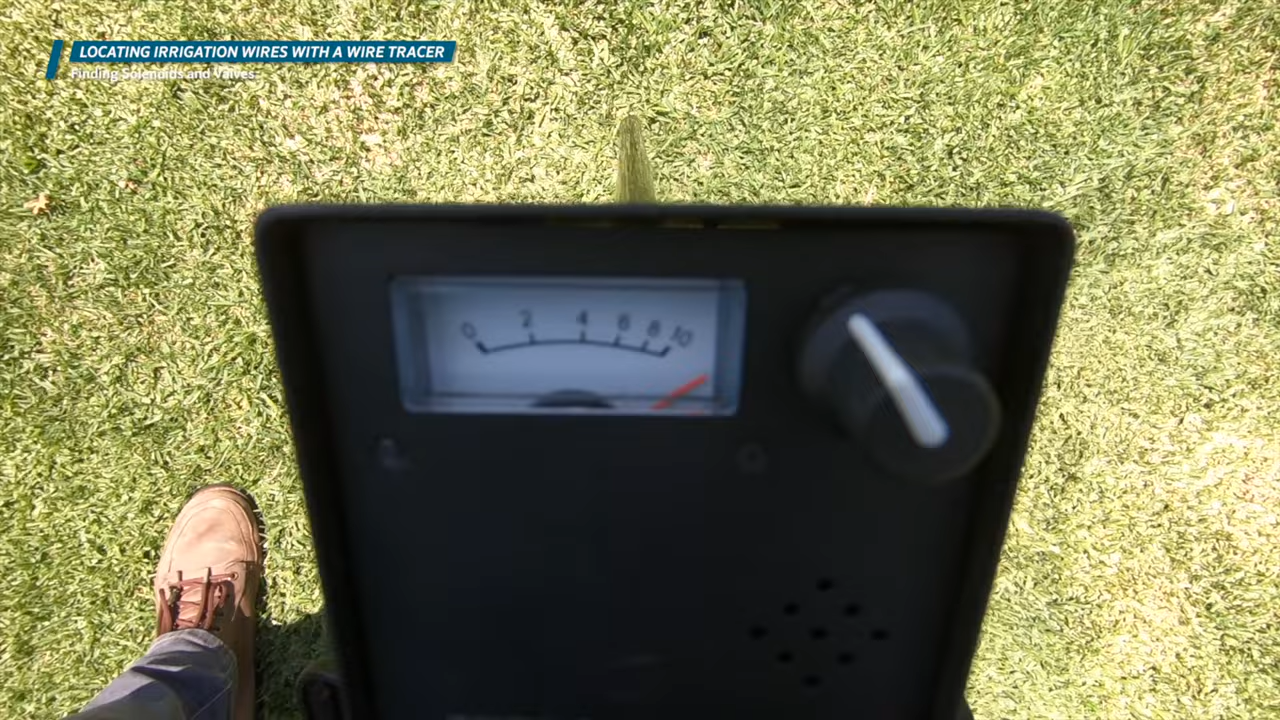 LOCATING IRRIGATION WIRES WITH A WIRE TRACER
Finding Solenoids and Valves
0 2 4 6 8 10